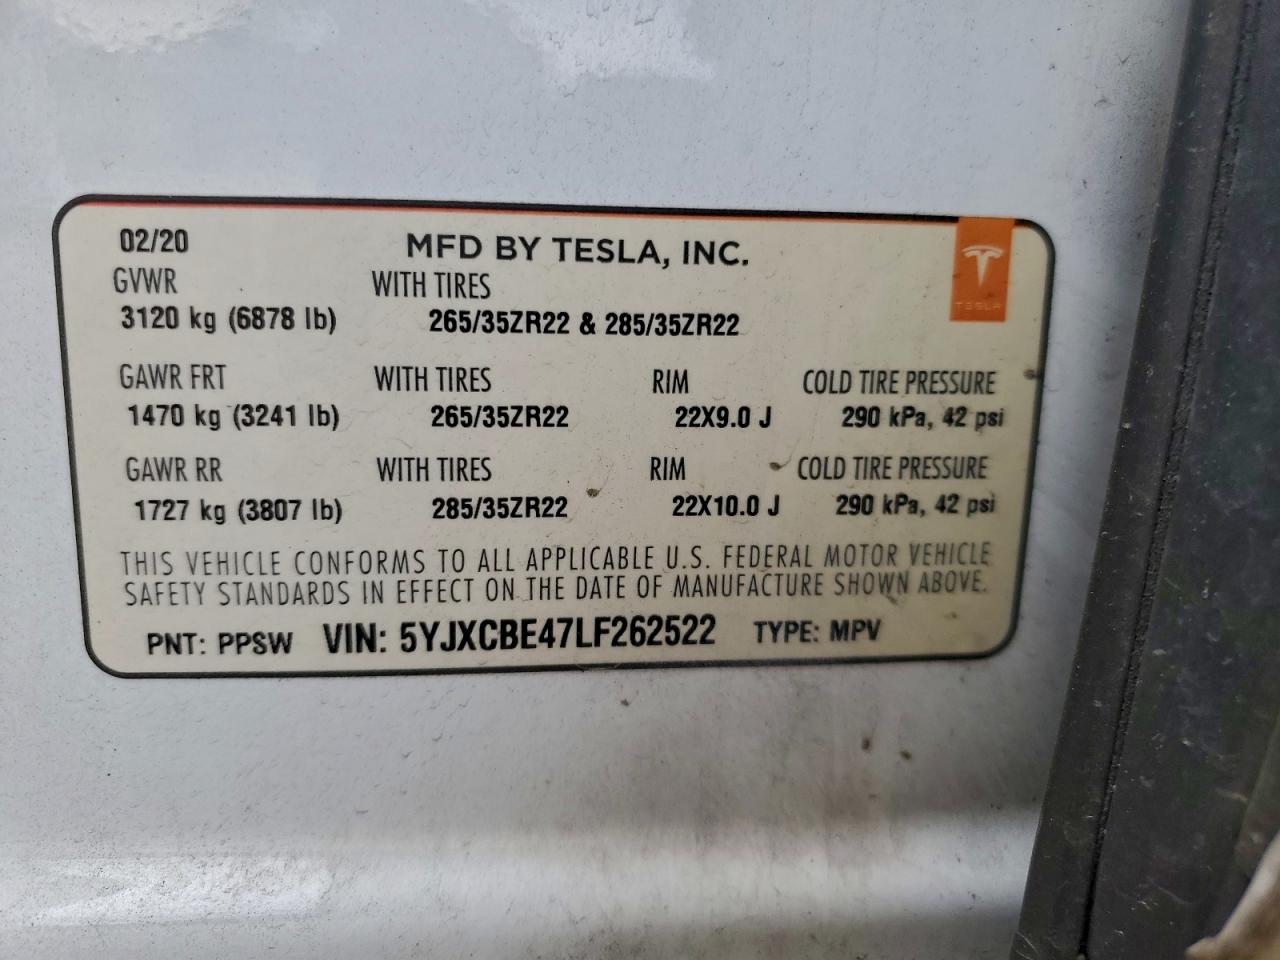 02/20 MFD BY TESLA, INC.
GVWR WITH TIRES
3120 kg (6878 lb) 265/35ZR22 & 285/35ZR22
TESLA
GAWR FRT WITH TIRES RIM COLD TIRE PRESSURE
1470 kg (3241 lb) 265/35ZR22 22X9.0 J 290 kPa, 42 psi
GAWR RR WITH TIRES RIM COLD TIRE PRESSURE
1727 kg (3807 lb) 285/35ZR22 22X10.0 J 290 kPa, 42 psi
THIS VEHICLE CONFORMS TO ALL APPLICABLE U.S. FEDERAL MOTOR VEHICLE
SAFETY STANDARDS IN EFFECT ON THE DATE OF MANUFACTURE SHOWN ABOVE.
PNT: PPSW VIN: 5YJXCBE47LF262522 TYPE: MPV